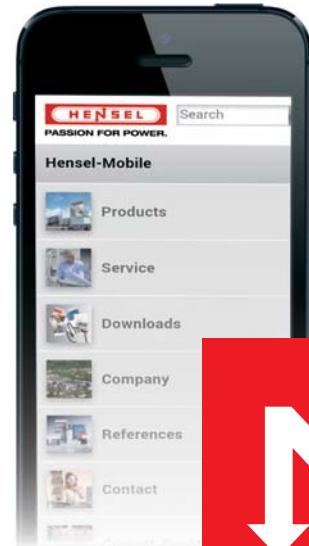 HENSEL
Search
PASSION FOR POWER.
Hensel-Mobile
Products
Service
Downloads
Company
References
Contact